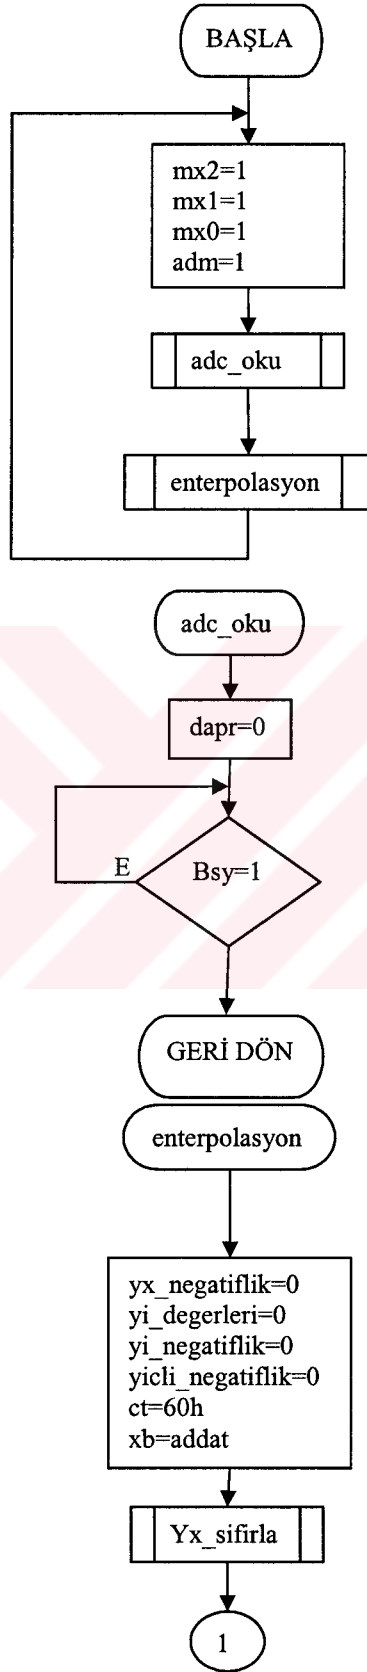 BAŞLA
mx2=1
mx1=1
mx0=1
adm=1
adc_oku
enterpolasyon
adc_oku
dapr=0
E
Bsy=1
GERİ DÖN
enterpolasyon
yx_negatiflik=0
yi_degerleri=0
yi_negatiflik=0
yicli_negatiflik=0
ct=60h
xb=addat
Yx_sifirla
1